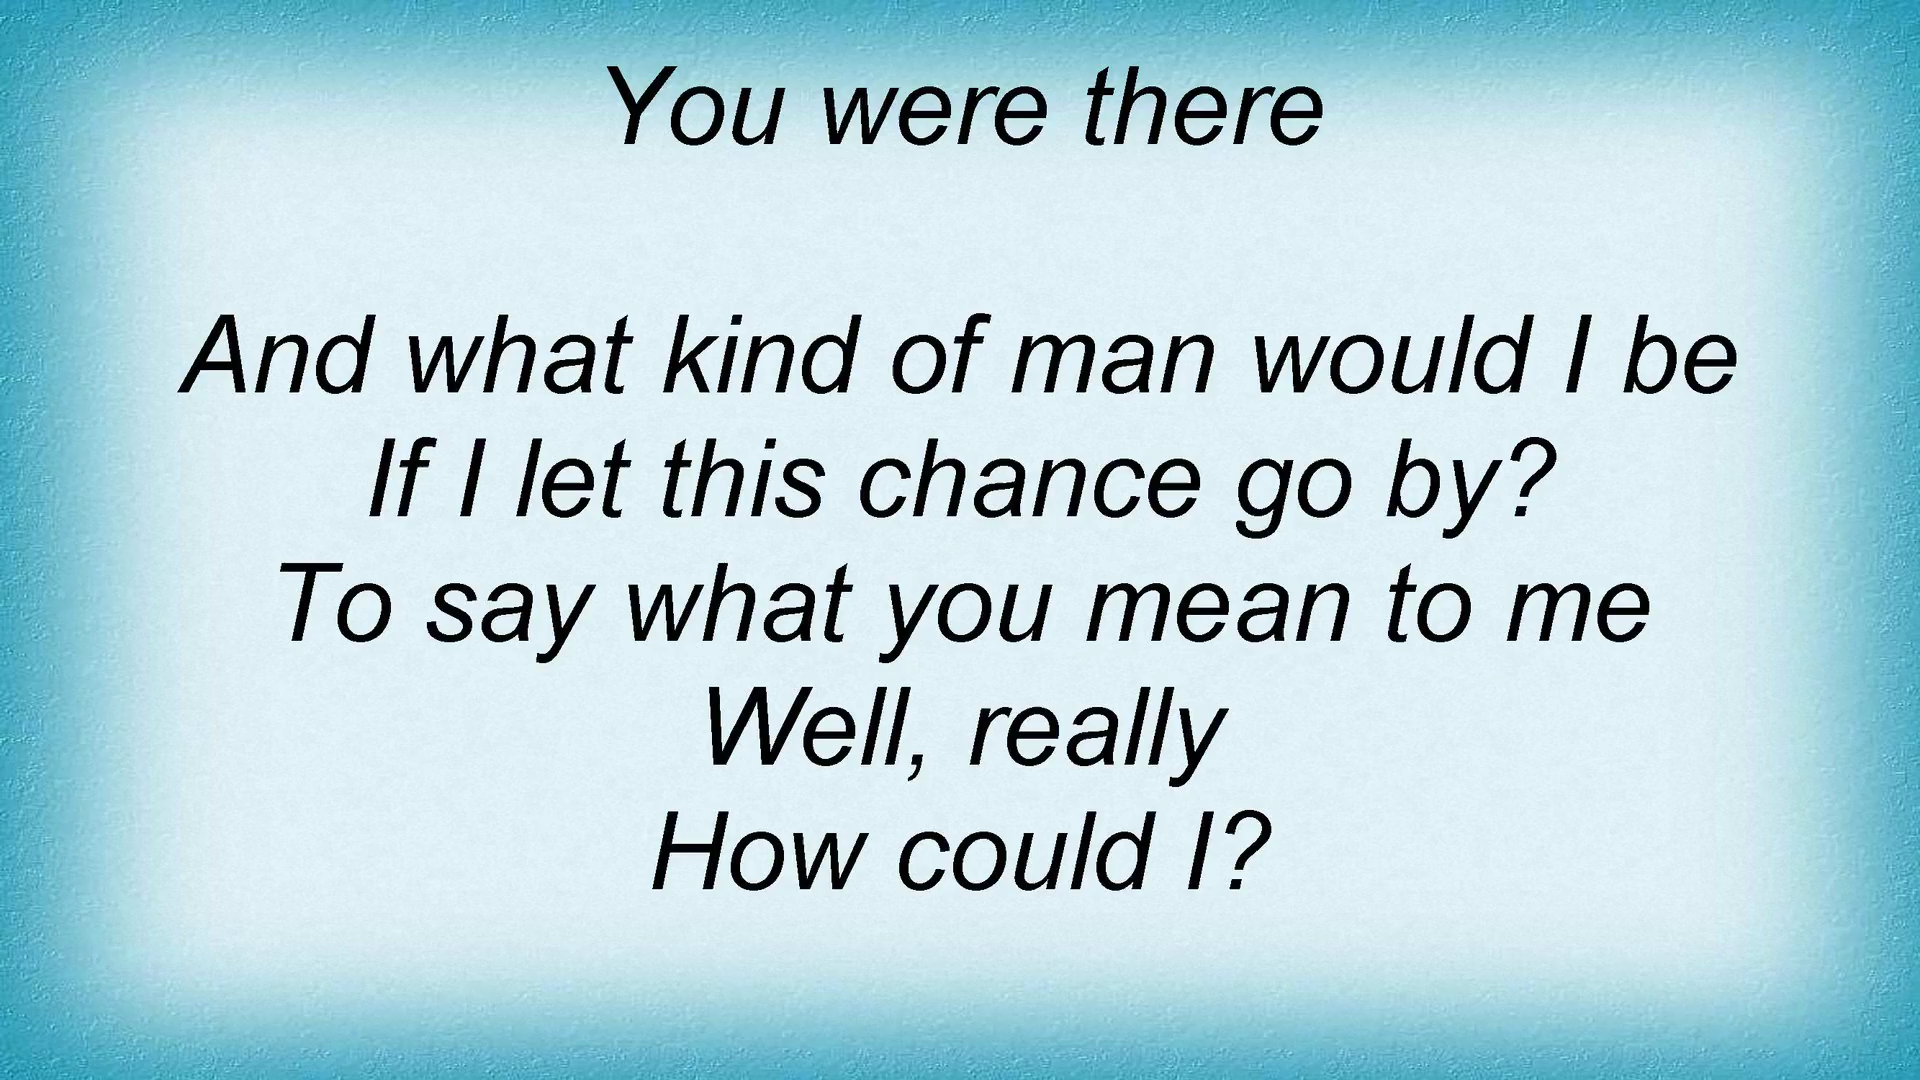 You were there
And what kind of man would I be
If I let this chance go by?
To say what you mean to me
Well, really
How could I?